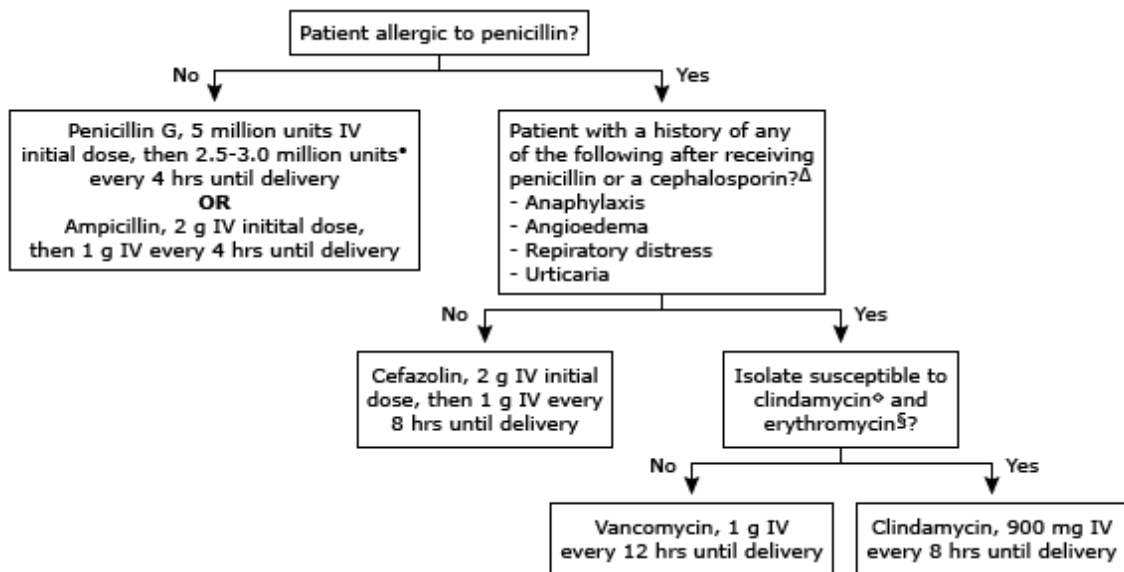 Patient allergic to penicillin?
No
Yes
Penicillin G, 5 million units IV
initial dose, then 2.5-3.0 million units•
every 4 hrs until delivery
OR
Ampicillin, 2 g IV initital dose,
then 1 g IV every 4 hrs until delivery
Patient with a history of any
of the following after receiving
penicillin or a cephalosporin?Δ
- Anaphylaxis
- Angioedema
- Repiratory distress
- Urticaria
No
Yes
Cefazolin, 2 g IV initial
dose, then 1 g IV every
8 hrs until delivery
Isolate susceptible to
clindamycin◊ and
erythromycin§?
No
Yes
Vancomycin, 1 g IV
every 12 hrs until delivery
Clindamycin, 900 mg IV
every 8 hrs until delivery